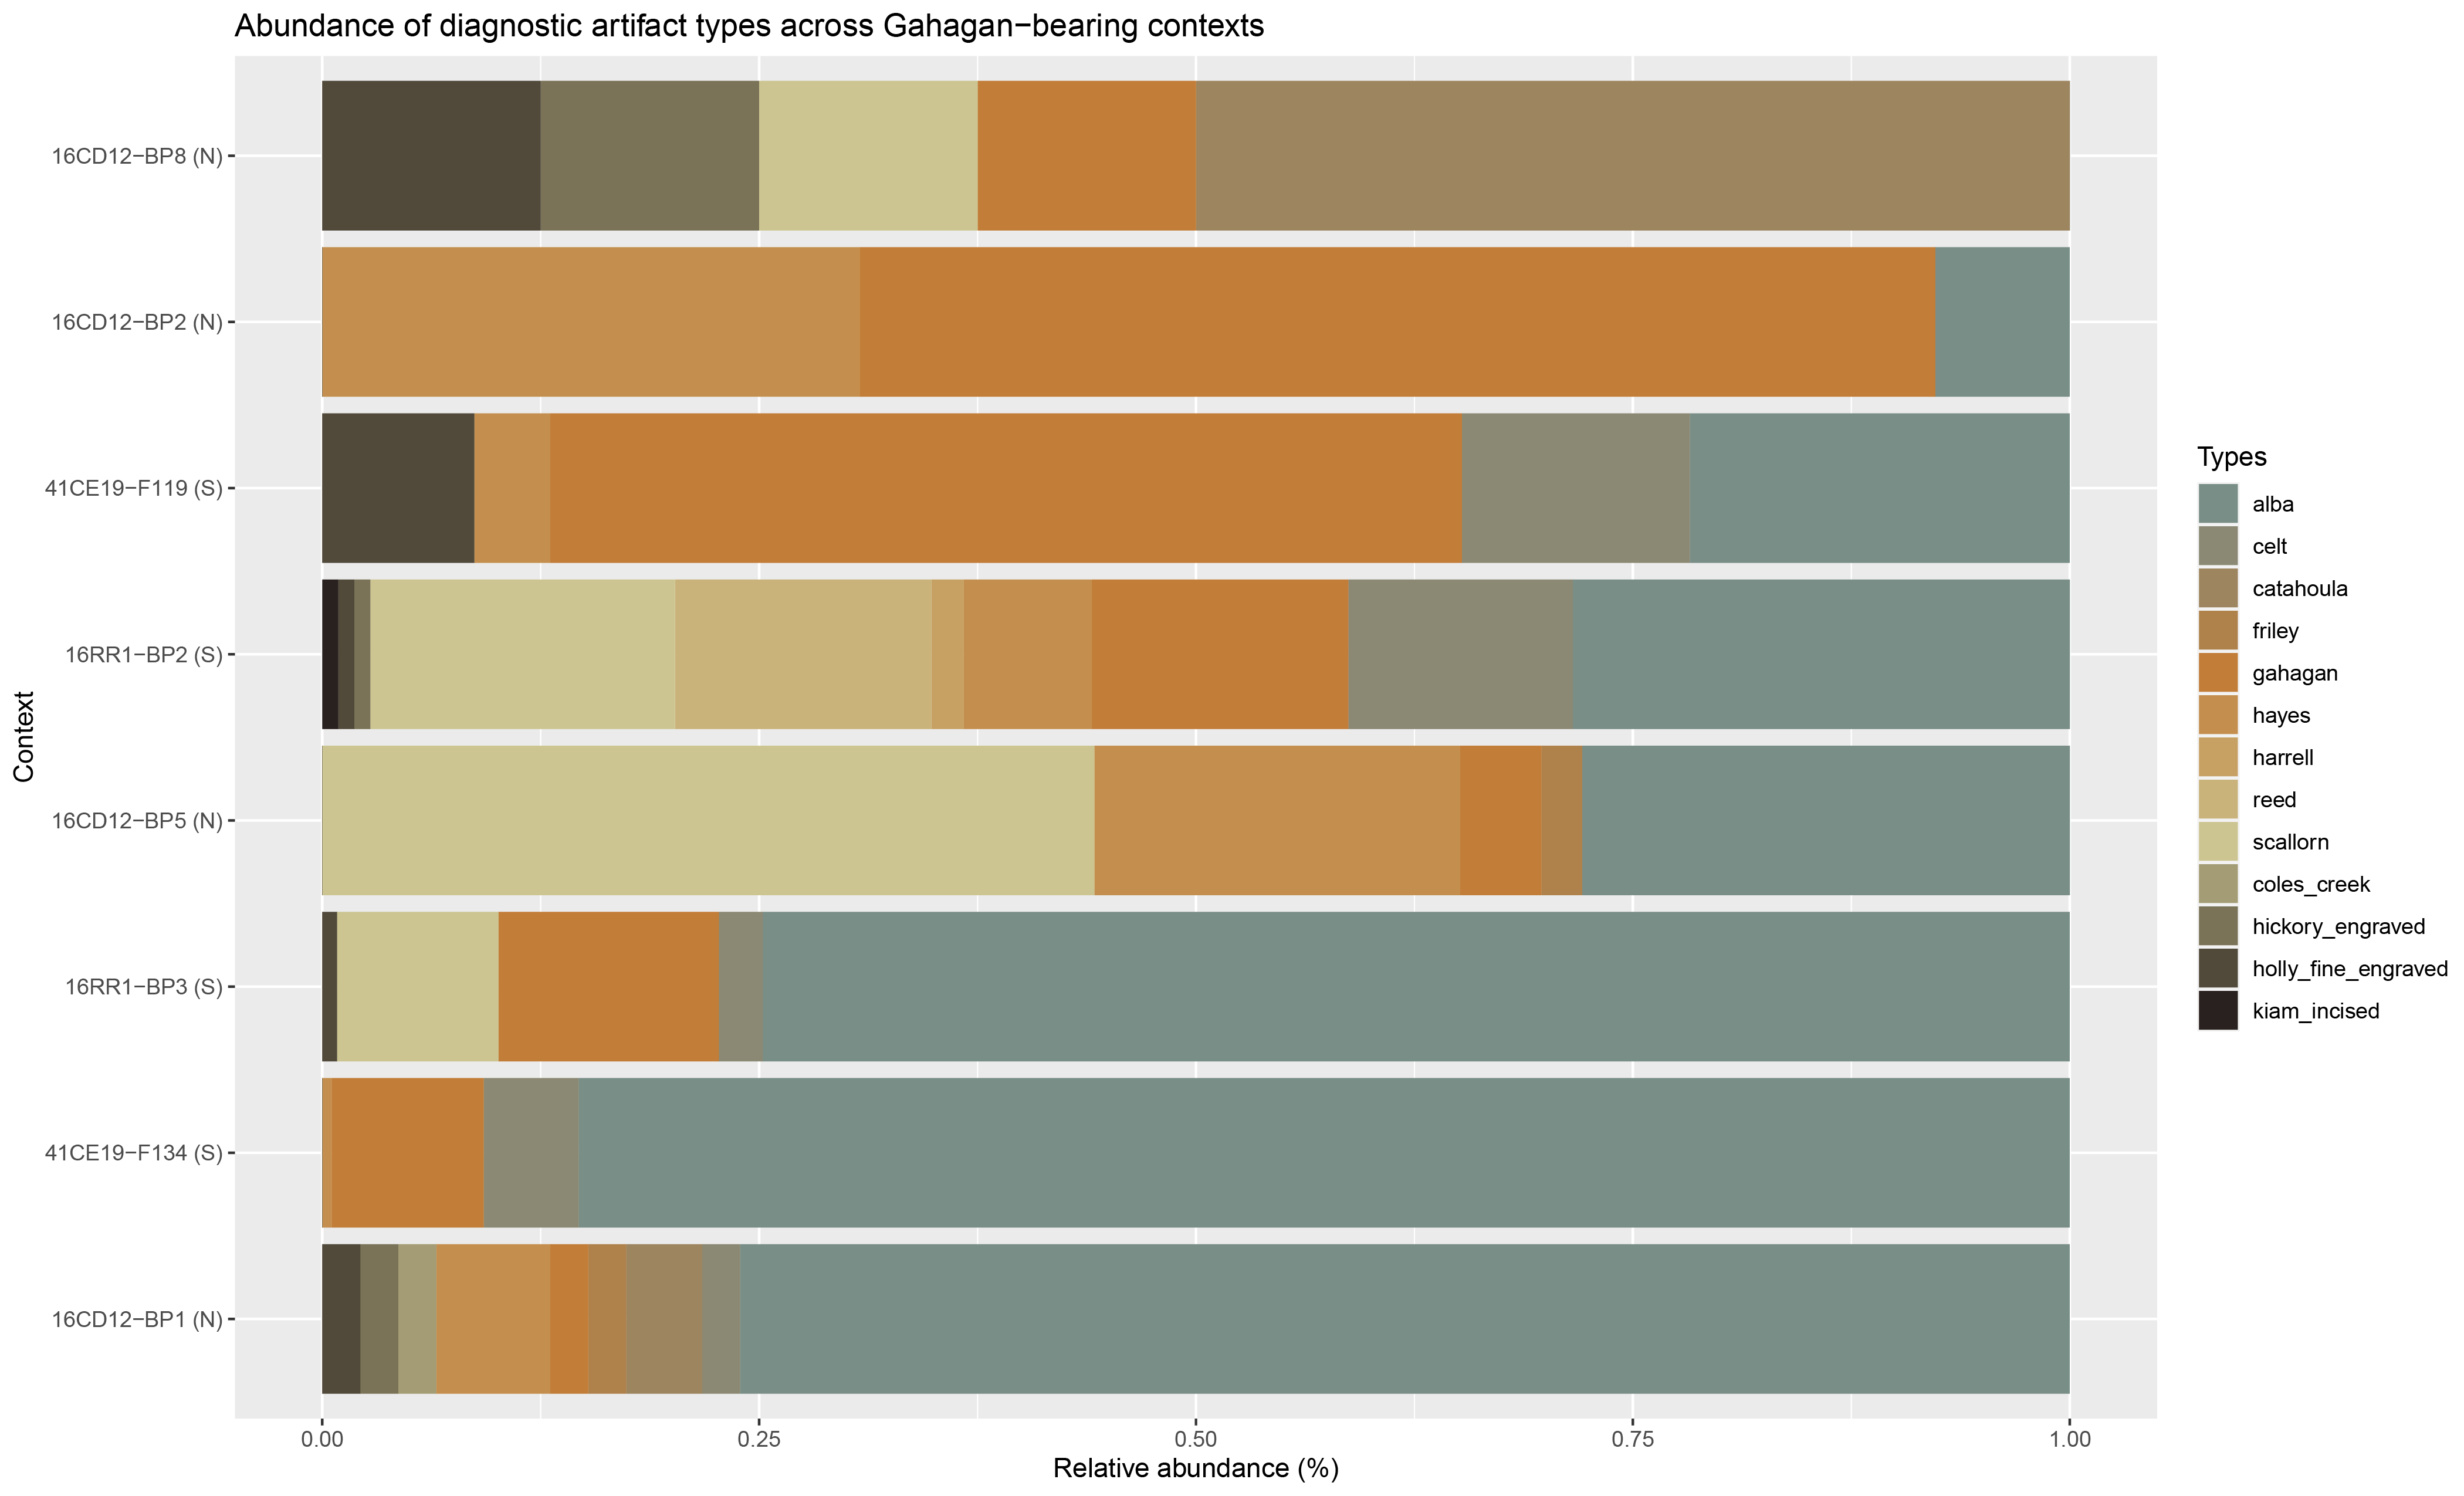 Abundance of diagnostic artifact types across Gahagan−bearing contexts
16CD12−BP8 (N)
16CD12−BP2 (N)
41CE19−F119 (S)
16RR1−BP2 (S)
16CD12−BP5 (N)
16RR1−BP3 (S)
41CE19−F134 (S)
16CD12−BP1 (N)
Context
0.00 0.25 0.50 0.75 1.00
Relative abundance (%)
Types
alba
celt
catahoula
friley
gahagan
hayes
harrell
reed
scallorn
coles_creek
hickory_engraved
holly_fine_engraved
kiam_incised